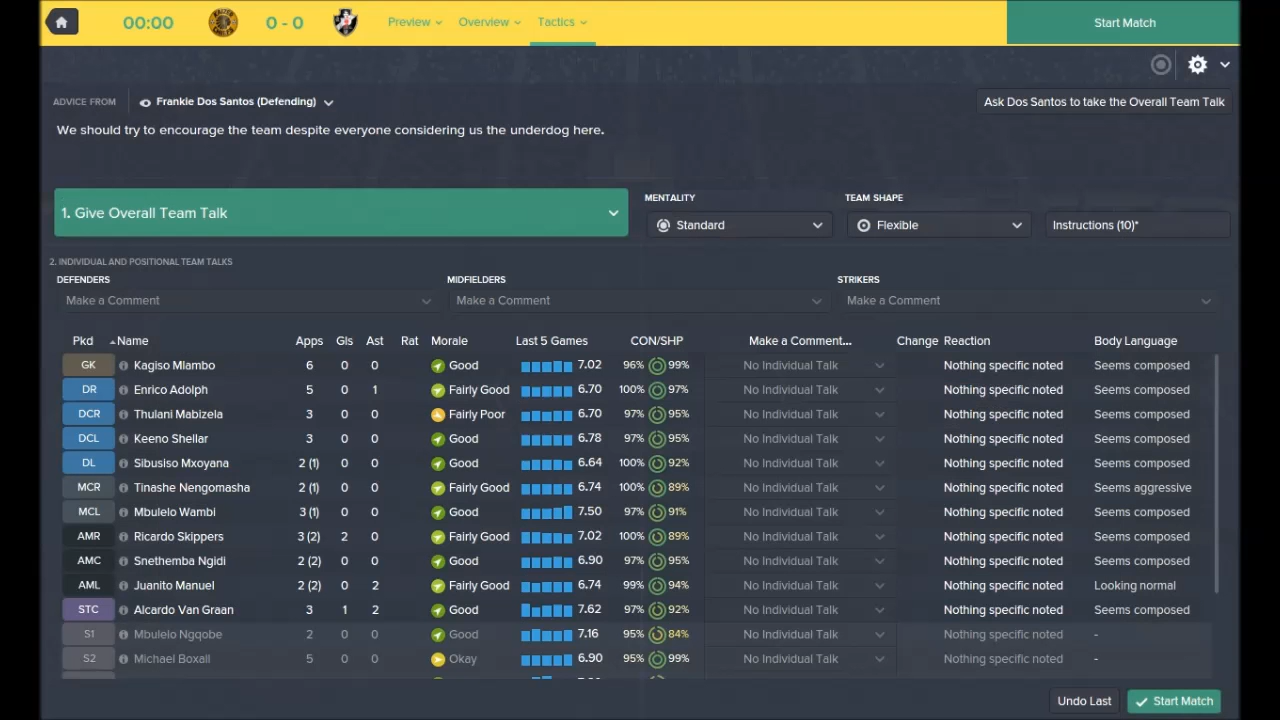 00:00 0 - 0 Preview Overview Tactics Start Match
ADVICE FROM Frankie Dos Santos (Defending) Ask Dos Santos to take the Overall Team Talk
We should try to encourage the team despite everyone considering us the underdog here.
MENTALITY TEAM SHAPE
1. Give Overall Team Talk Standard Flexible Instructions (10)*
2. INDIVIDUAL AND POSITIONAL TEAM TALKS
DEFENDERS MIDFIELDERS STRIKERS
Make a Comment Make a Comment Make a Comment
Pkd Name Apps Gls Ast Rat Morale Last 5 Games CON/SHP Make a Comment... Change Reaction Body Language
GK Kagiso Mlambo 6 0 0 Good 7.02 96% 99% No Individual Talk Nothing specific noted Seems composed
DR Enrico Adolph 5 0 1 Fairly Good 6.70 100% 97% No Individual Talk Nothing specific noted Seems composed
DCR Thulani Mabizela 3 0 0 Fairly Poor 6.70 97% 95% No Individual Talk Nothing specific noted Seems composed
DCL Keeno Shellar 3 0 0 Good 6.78 97% 95% No Individual Talk Nothing specific noted Seems composed
DL Sibusiso Mxoyana 2 (1) 0 0 Good 6.64 100% 92% No Individual Talk Nothing specific noted Seems composed
MCR Tinashe Nengomasha 2 (1) 0 0 Fairly Good 6.74 100% 89% No Individual Talk Nothing specific noted Seems aggressive
MCL Mbulelo Wambi 3 (1) 0 0 Good 7.50 97% 91% No Individual Talk Nothing specific noted Seems composed
AMR Ricardo Skippers 3 (2) 2 0 Fairly Good 7.02 100% 89% No Individual Talk Nothing specific noted Seems composed
AMC Snethemba Ngidi 2 (2) 0 0 Good 6.90 97% 95% No Individual Talk Nothing specific noted Seems composed
AML Juanito Manuel 2 (2) 0 2 Fairly Good 6.74 99% 94% No Individual Talk Nothing specific noted Looking normal
STC Alcardo Van Graan 3 1 2 Good 7.62 97% 92% No Individual Talk Nothing specific noted Seems composed
S1 Mbulelo Ngqobe 2 0 0 Good 7.16 95% 84% No Individual Talk Nothing specific noted -
S2 Michael Boxall 5 0 0 Okay 6.90 95% 99% No Individual Talk Nothing specific noted -
Undo Last Start Match